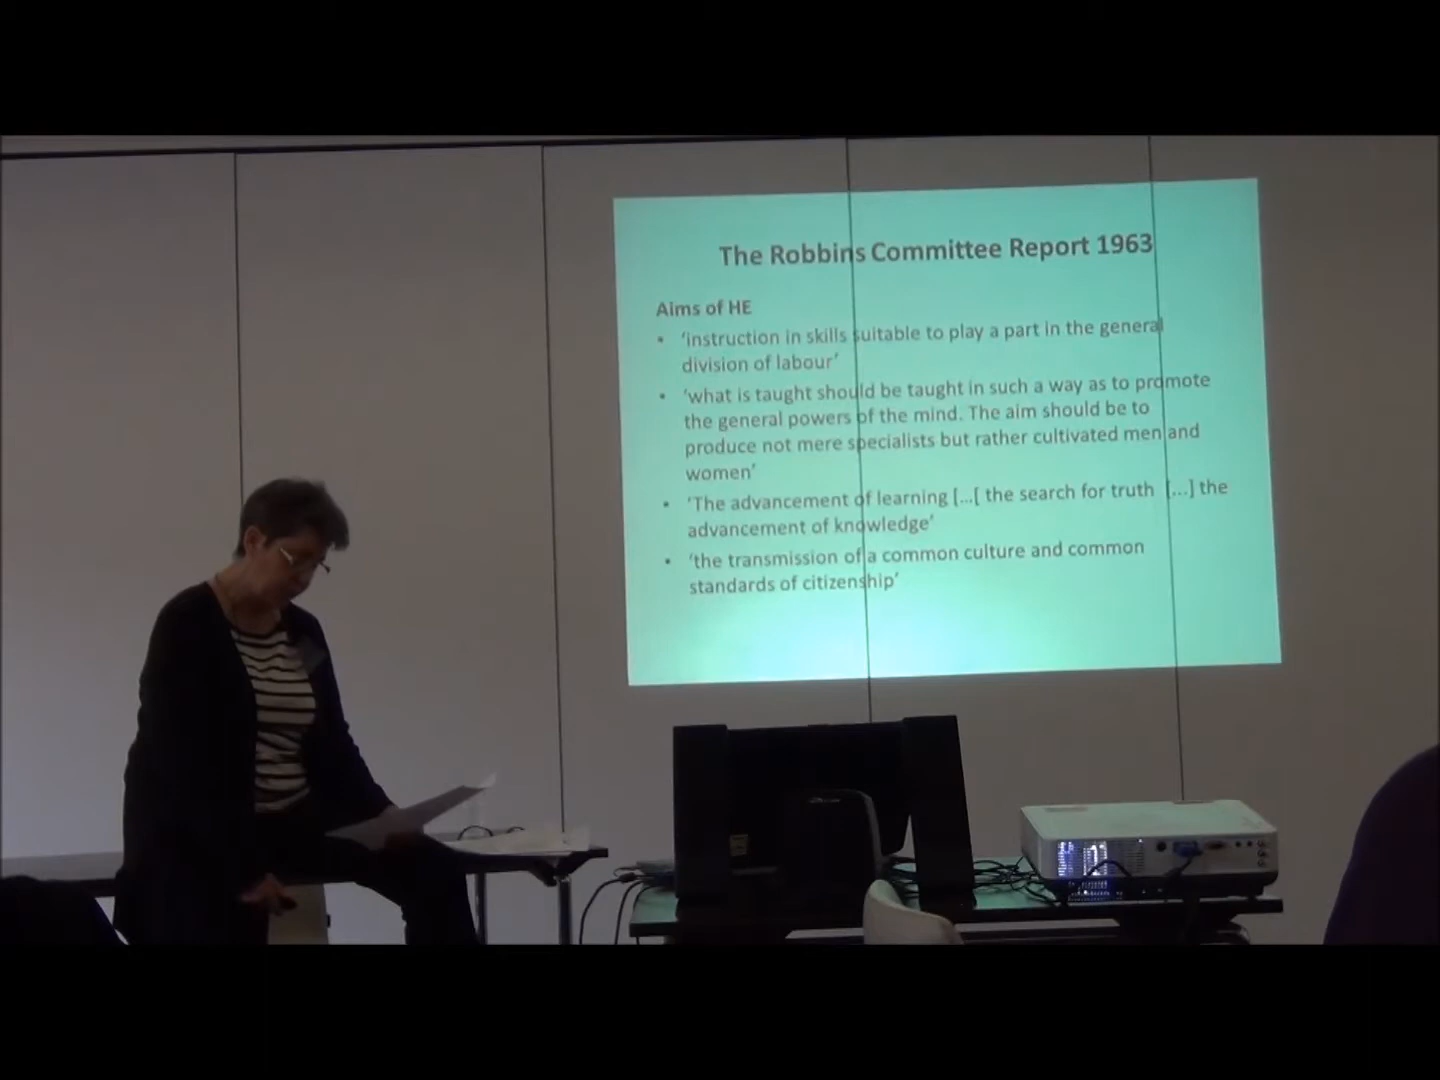 The Robbins Committee Report 1963
Aims of HE
• ‘instruction in skills suitable to play a part in the general
division of labour’
• ‘what is taught should be taught in such a way as to promote
the general powers of the mind. The aim should be to
produce not mere specialists but rather cultivated men and
women’
• ‘The advancement of learning [...[ the search for truth [...] the
advancement of knowledge’
• ‘the transmission of a common culture and common
standards of citizenship’